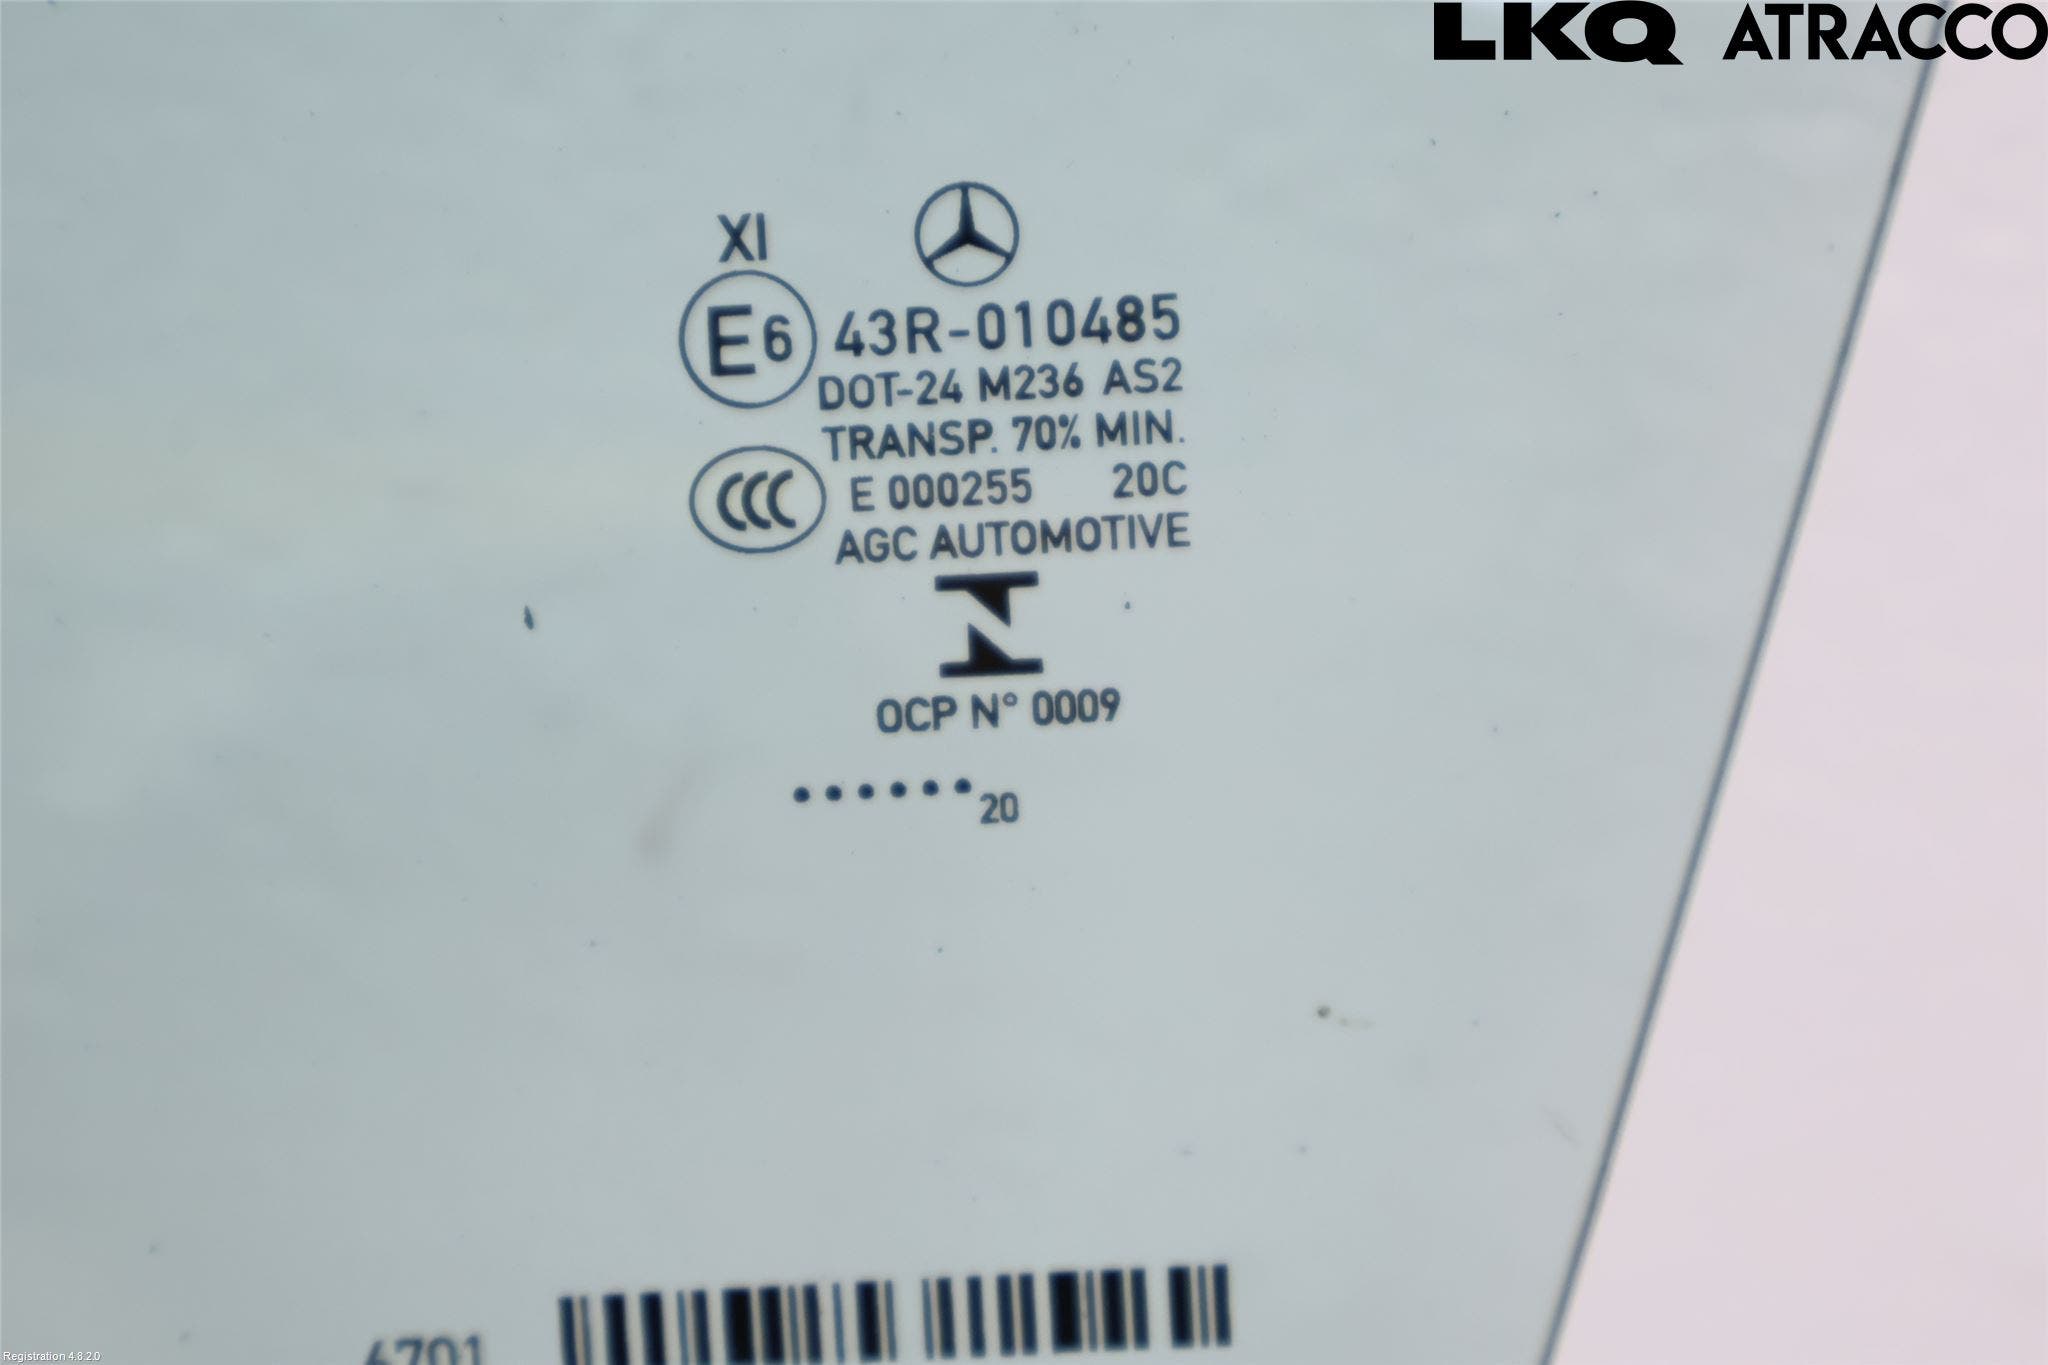 LKQ ATRACCO
XI
E6 43R-010485
DOT-24 M236 AS2
TRANSP. 70% MIN.
CCC E 000255 20C
AGC AUTOMOTIVE
OCP N° 0009
......20
6701
Registration 4.8.2.0